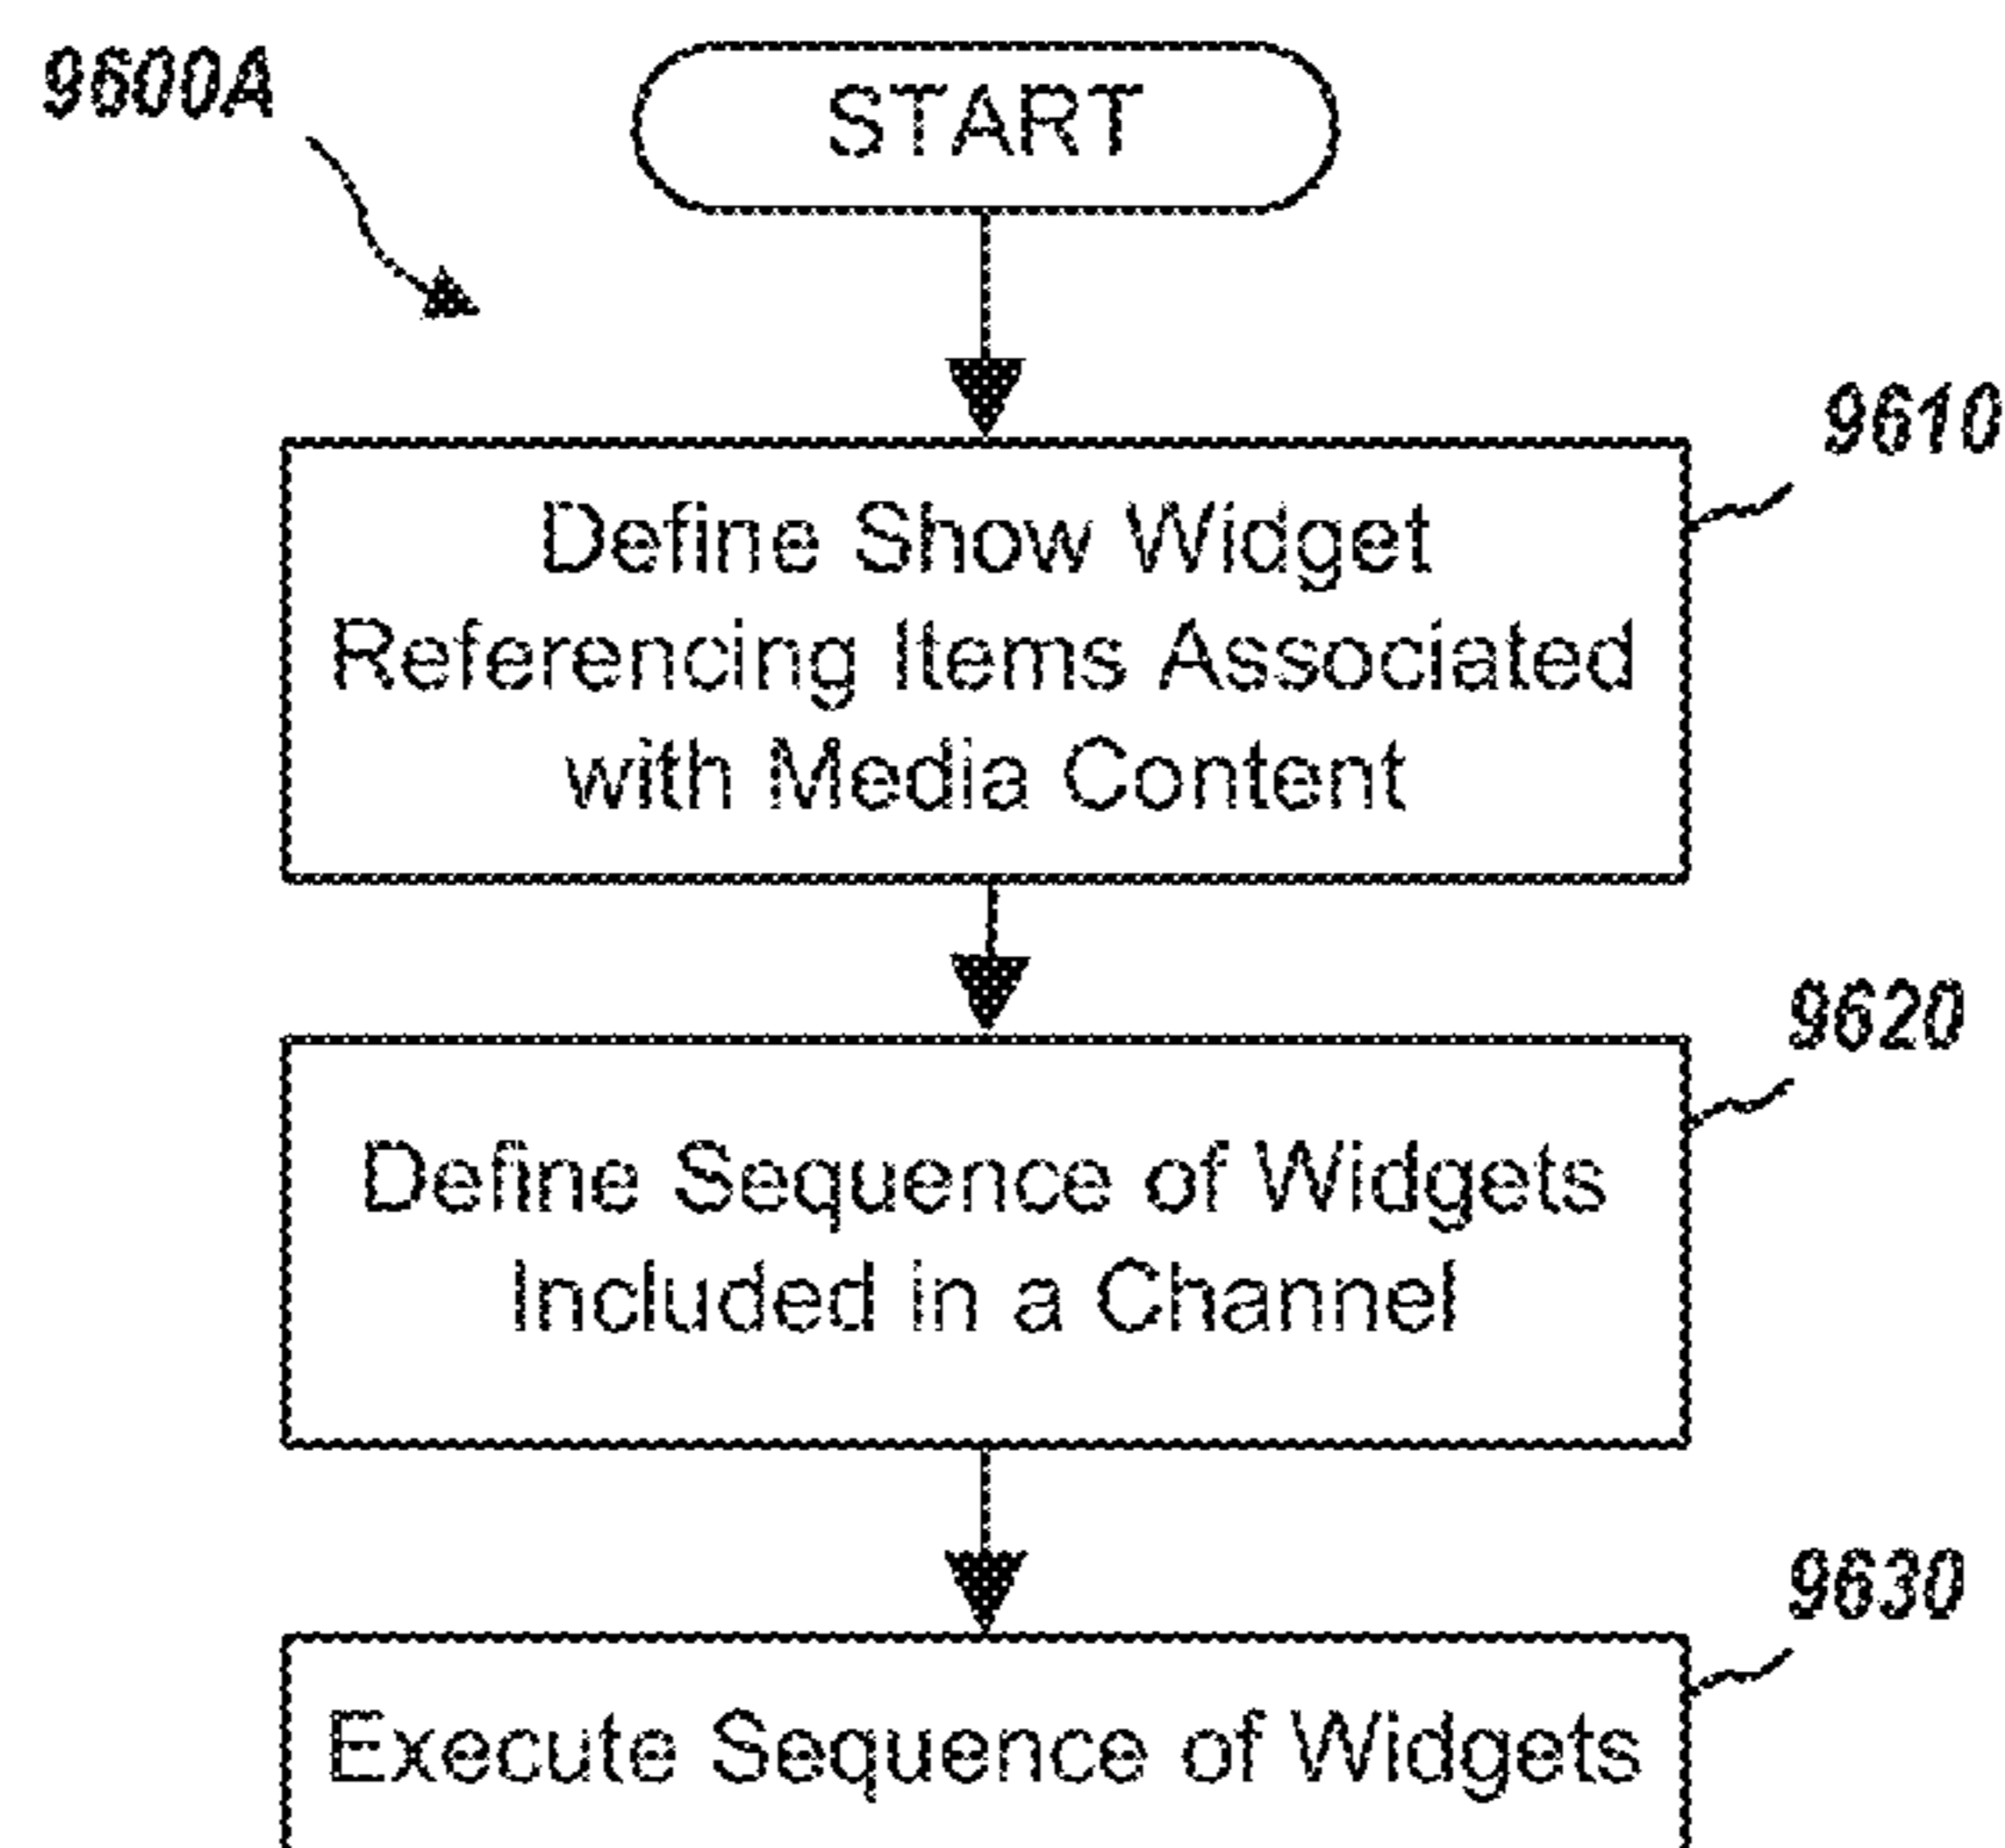 9600A
START
9610
Define Show Widget
Referencing Items Associated
with Media Content
9620
Define Sequence of Widgets
Included in a Channel
9630
Execute Sequence of Widgets